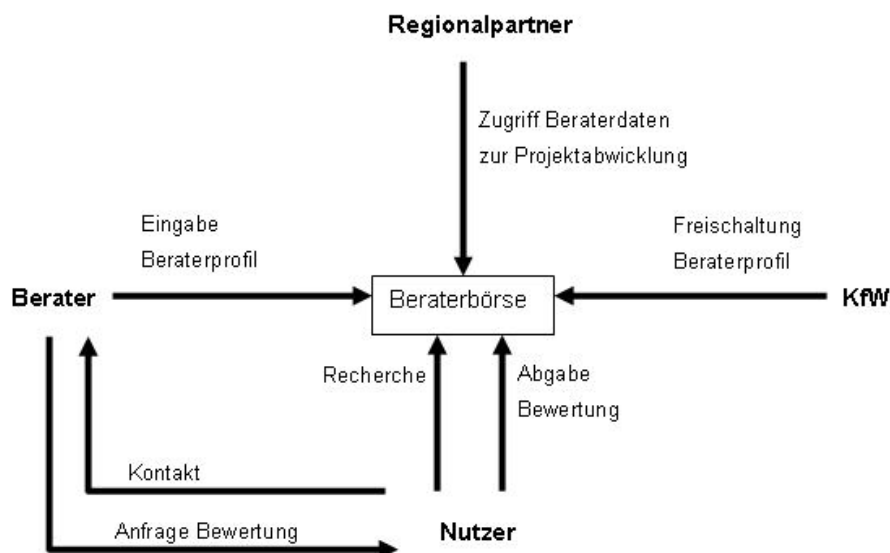 Regionalpartner
Zugriff Beraterdaten
zur Projektabwicklung
Eingabe
Beraterprofil
Freischaltung
Beraterprofil
Berater
Beraterbörse
KfW
Recherche
Abgabe
Bewertung
Kontakt
Anfrage Bewertung
Nutzer